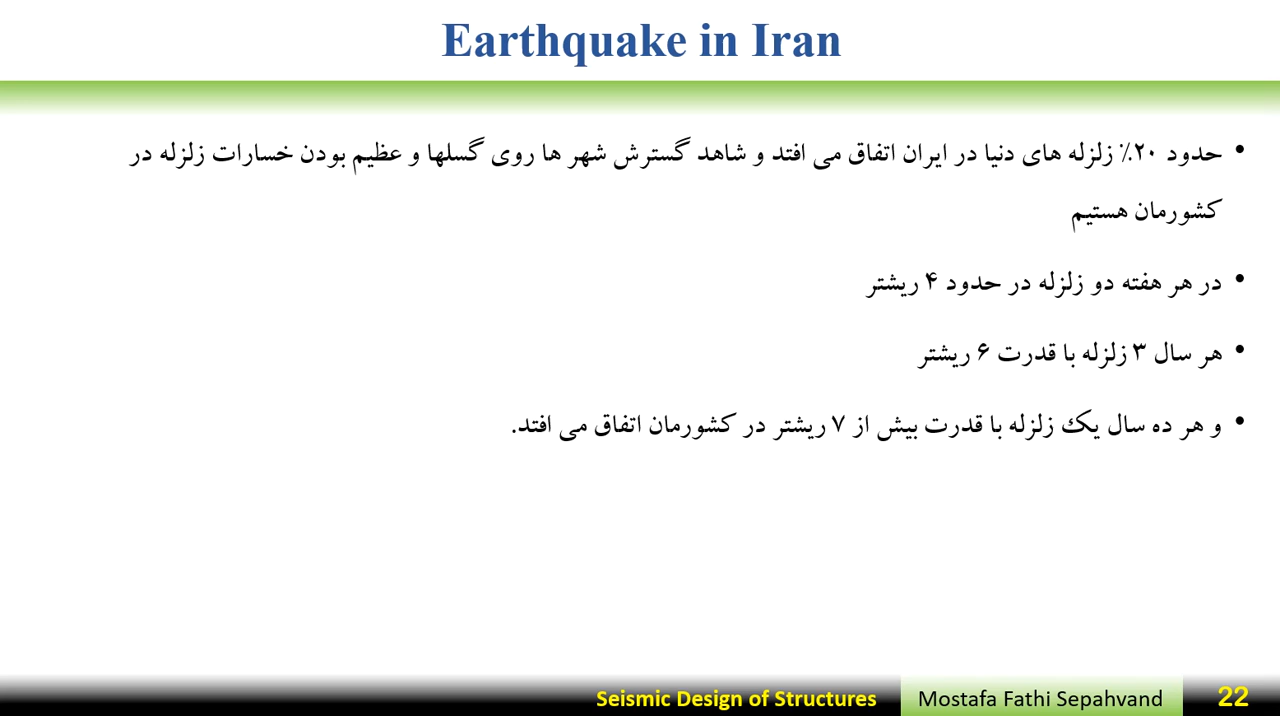 Earthquake in Iran
• حدود ۲۰٪ زلزله های دنیا در ایران اتفاق می افتد و شاهد گسترش شهر ها روی گسلها و عظیم بودن خسارات زلزله در
کشورمان هستیم
• در هر هفته دو زلزله در حدود ۴ ریشتر
• هر سال ۳ زلزله با قدرت ۶ ریشتر
• و هر ده سال یک زلزله با قدرت بیش از ۷ ریشتر در کشورمان اتفاق می افتد.
Seismic Design of Structures Mostafa Fathi Sepahvand 22